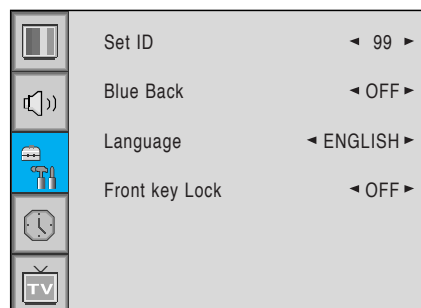 Set ID ◄ 99 ►
Blue Back ◄ OFF ►
Language ◄ ENGLISH ►
Front key Lock ◄ OFF ►
TV